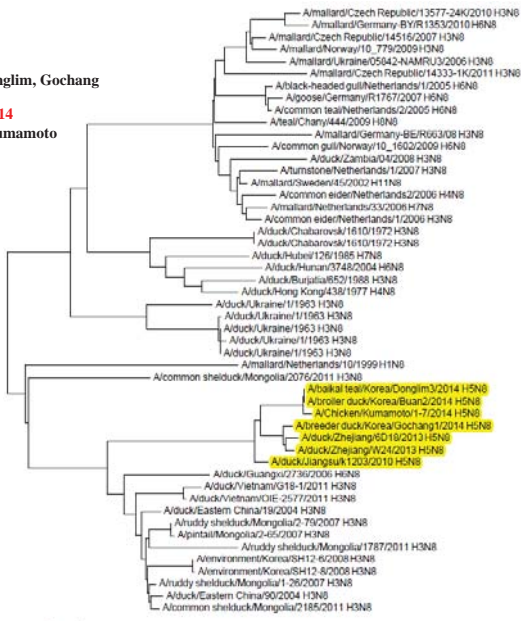 A/mallard/Czech Republic/13577-24K/2010 H3N8
A/mallard/Germany-BY/R1353/2010 H6N8
A/mallard/Czech Republic/14516/2007 H3N8
A/mallard/Norway/10_779/2009 H3N8
A/mallard/Ukraine/05842-NAMRU3/2006 H3N8
A/mallard/Czech Republic/14333-1K/2011 H3N8
nglim, Gochang
A/black-headed gull/Netherlands/1/2005 H6N8
A/goose/Germany/R1767/2007 H6N8
A/common teal/Netherlands/2/2005 H6N8
14
A/teal/Chany/444/2009 H8N8
umamoto
A/mallard/Germany-BE/R663/08 H3N8
A/common gull/Norway/10_1602/2009 H6N8
A/duck/Zambia/04/2008 H3N8
A/turnstone/Netherlands/1/2007 H3N8
A/mallard/Sweden/45/2002 H11N8
A/common eider/Netherlands2/2006 H4N8
A/mallard/Netherlands/33/2006 H7N8
A/common eider/Netherlands/1/2006 H3N8
A/duck/Chabarovsk/1610/1972 H3N8
A/duck/Chabarovsk/1610/1972 H3N8
A/duck/Hubei/126/1985 H7N8
A/duck/Hunan/3748/2004 H6N8
A/duck/Burjatia/652/1988 H3N8
A/duck/Hong Kong/438/1977 H4N8
A/duck/Ukraine/1/1963 H3N8
A/duck/Ukraine/1/1963 H3N8
A/duck/Ukraine/1/1963 H3N8
A/duck/Ukraine/1/1963 H3N8
A/duck/Ukraine/1/1963 H3N8
A/mallard/Netherlands/10/1999 H1N8
A/common shelduck/Mongolia/2076/2011 H3N8
A/baikal teal/Korea/Donglim3/2014 H5N8
A/broiler duck/Korea/Buan2/2014 H5N8
A/Chicken/Kumamoto/1-7/2014 H5N8
A/breeder duck/Korea/Gochang1/2014 H5N8
A/duck/Zhejiang/6D18/2013 H5N8
A/duck/Zhejiang/W24/2013 H5N8
A/duck/Jiangsu/k1203/2010 H5N8
A/duck/Guangxi/2736/2006 H6N8
A/duck/Vietnam/G18-1/2011 H3N8
A/duck/Vietnam/OIE-2577/2011 H3N8
A/duck/Eastern China/19/2004 H3N8
A/ruddy shelduck/Mongolia/2-79/2007 H3N8
A/pintail/Mongolia/2-65/2007 H3N8
A/ruddy shelduck/Mongolia/1787/2011 H3N8
A/environment/Korea/SH12-6/2008 H3N8
A/environment/Korea/SH12-8/2008 H3N8
A/ruddy shelduck/Mongolia/1-26/2007 H3N8
A/duck/Eastern China/90/2004 H3N8
A/common shelduck/Mongolia/2185/2011 H3N8